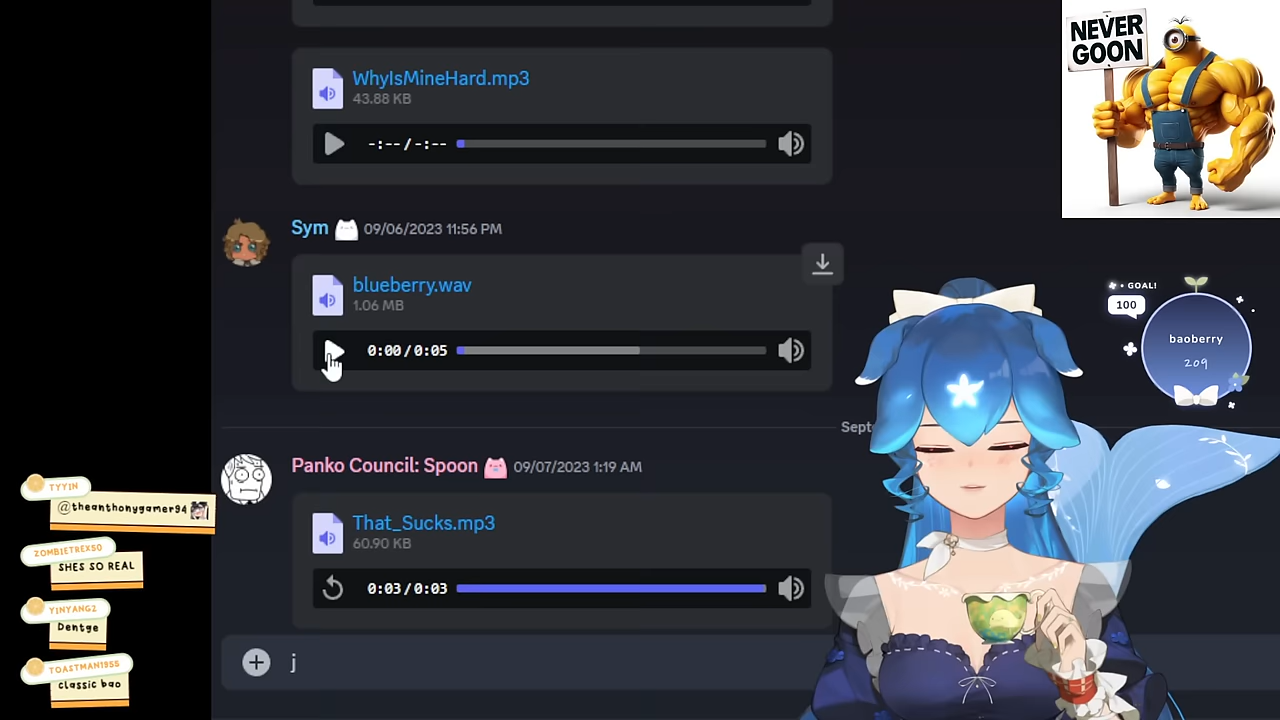 NEVER
GOON
WhyIsMineHard.mp3
43.88 KB
-:-- / -:--
Sym 09/06/2023 11:56 PM
blueberry.wav
1.06 MB
0:00 / 0:05
• GOAL!
100
baoberry
209
Septe
Panko Council: Spoon 09/07/2023 1:19 AM
That_Sucks.mp3
60.90 KB
0:03 / 0:03
j
TYYIN
@theanthonygamer94
ZOMBIETREX50
SHES SO REAL
YINYANG2
Dentge
TOASTMAN1955
classic bao